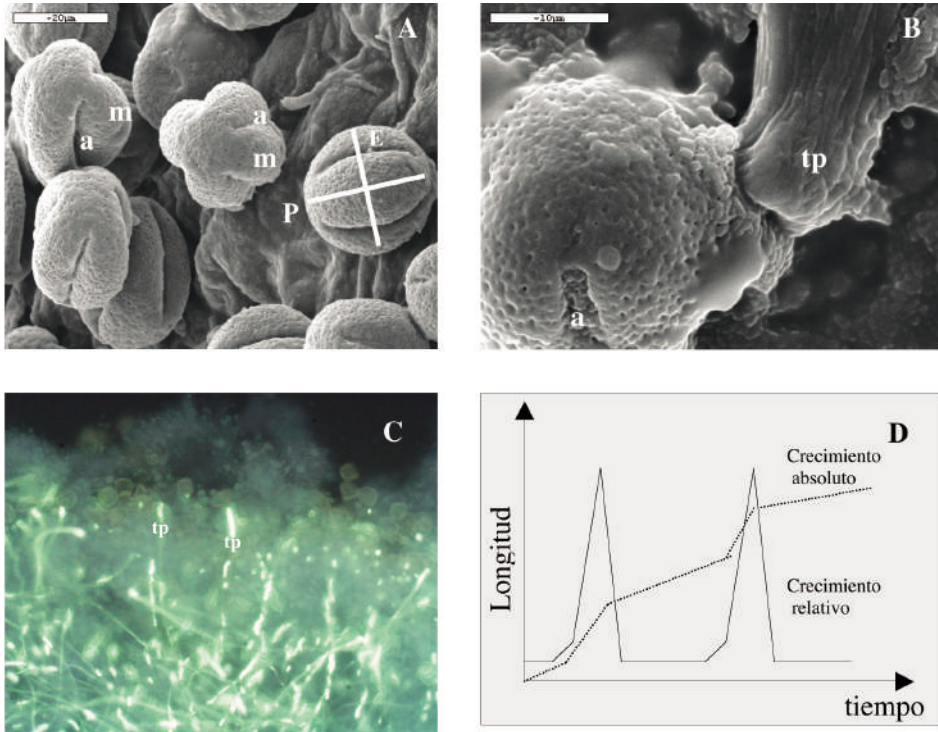 -20µm
A
m
a
a
m
E
P
-10µm
B
tp
a
C
tp
tp
D
Crecimiento
absoluto
Longitud
Crecimiento
relativo
tiempo